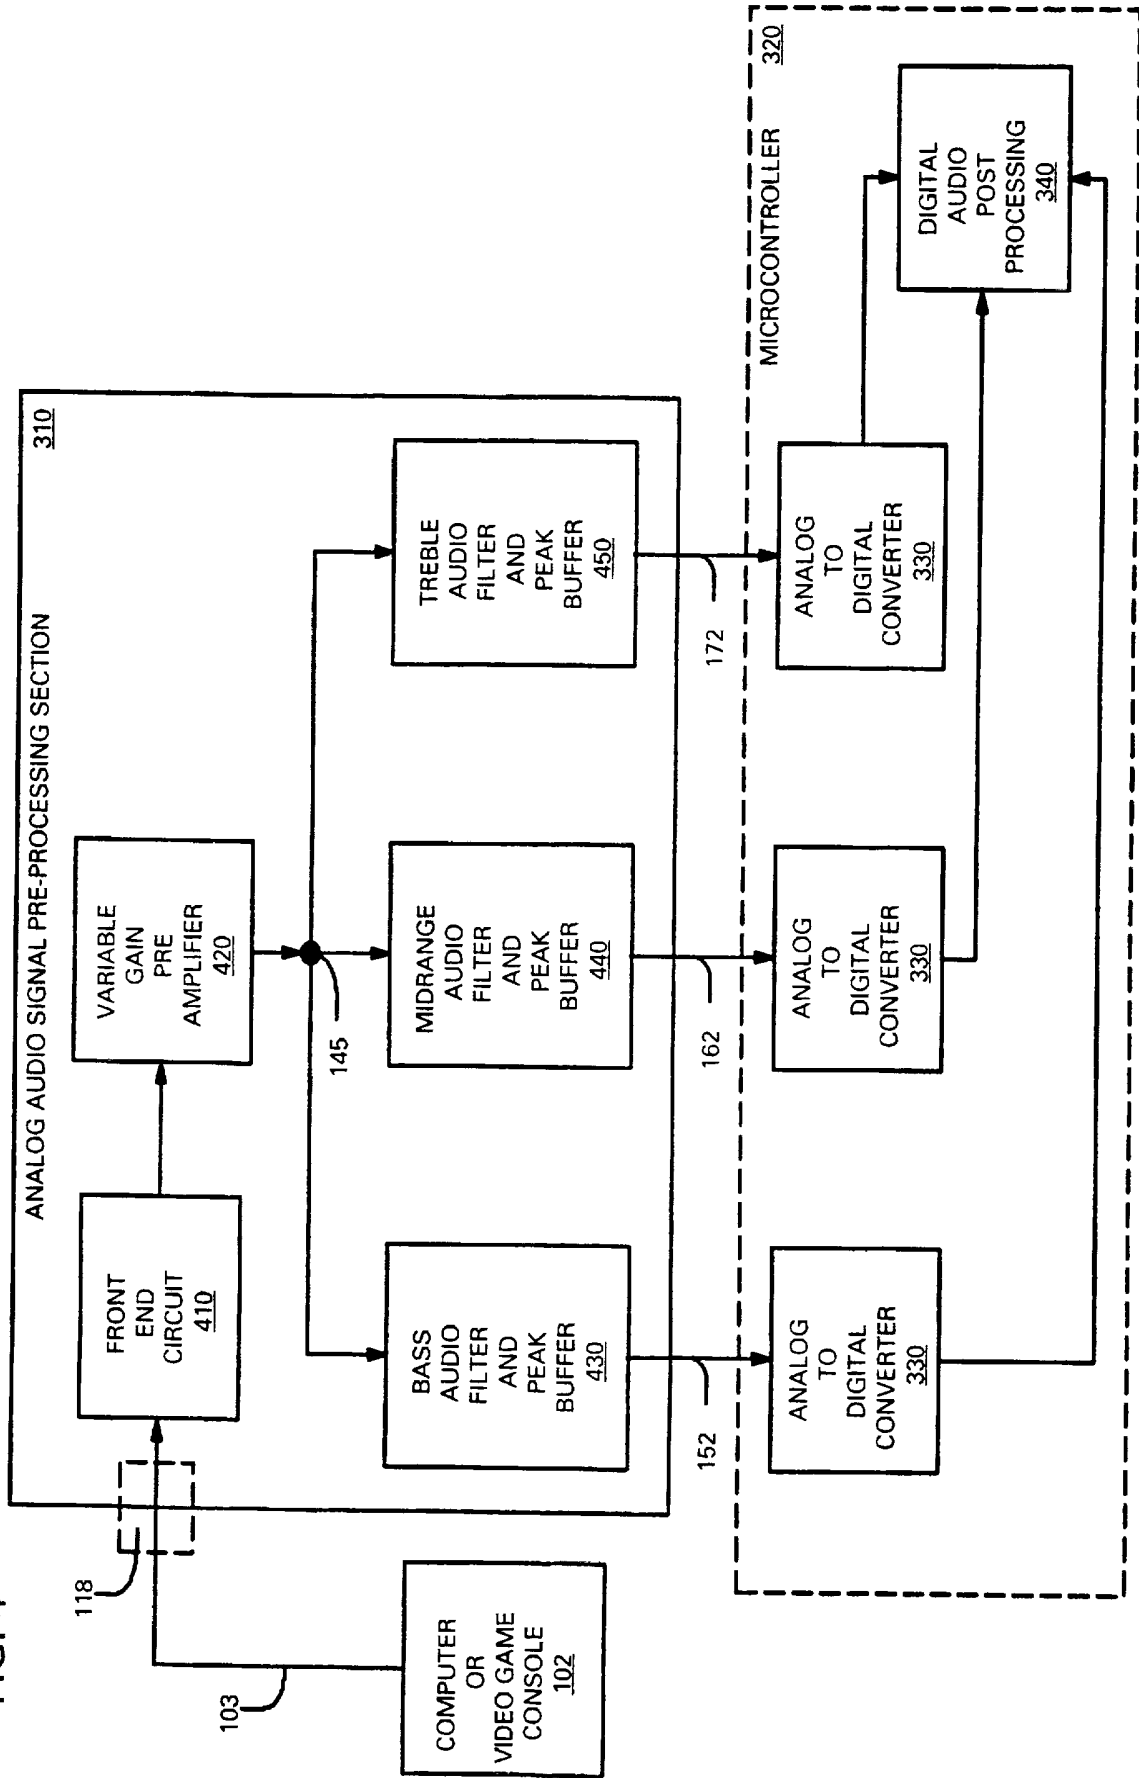 ANALOG AUDIO SIGNAL PRE-PROCESSING SECTION
310
118
103
COMPUTER
OR
VIDEO GAME
CONSOLE
102
FRONT
END
CIRCUIT
410
VARIABLE
GAIN
PRE
AMPLIFIER
420
145
BASS
AUDIO
FILTER
AND
PEAK
BUFFER
430
MIDRANGE
AUDIO
FILTER
AND
PEAK
BUFFER
440
TREBLE
AUDIO
FILTER
AND
PEAK
BUFFER
450
152
162
172
MICROCONTROLLER
320
ANALOG
TO
DIGITAL
CONVERTER
330
ANALOG
TO
DIGITAL
CONVERTER
330
ANALOG
TO
DIGITAL
CONVERTER
330
DIGITAL
AUDIO
POST
PROCESSING
340